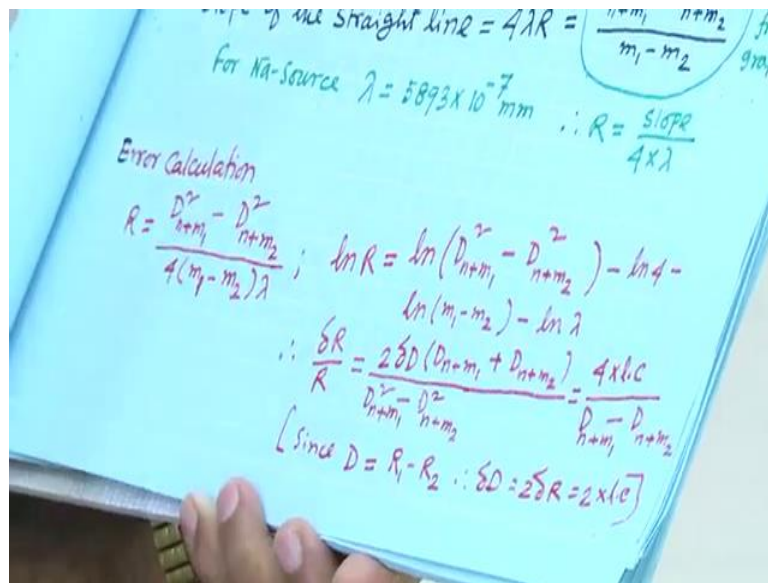 of the straight line = 4λR = D²n+m₁ - D²n+m₂ / m₁ - m₂
For Na-Source λ = 5893 × 10⁻⁷ mm ∴ R = slope / 4×λ
Error Calculation
R = D²n+m₁ - D²n+m₂ / 4(m₁ - m₂)λ ; ln R = ln(D²n+m₁ - D²n+m₂) - ln4 -
ln(m₁-m₂) - ln λ
∴ δR/R = 2δD(Dn+m₁ + Dn+m₂) / D²n+m₁ - D²n+m₂ = 4×l.c / Dn+m₁ - Dn+m₂
[Since D = R₁-R₂ ∴ δD = 2δR = 2×l.c]